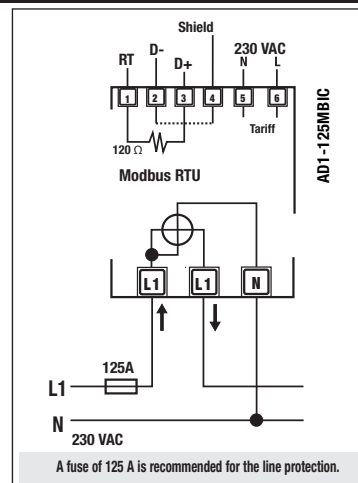 Shield
D- 230 VAC
RT D+ N L
1 2 3 4 5 6
Tariff
120 Ω
Modbus RTU
AD1-125MBIC
L1 L1 N
125A
L1
N
230 VAC
A fuse of 125 A is recommended for the line protection.